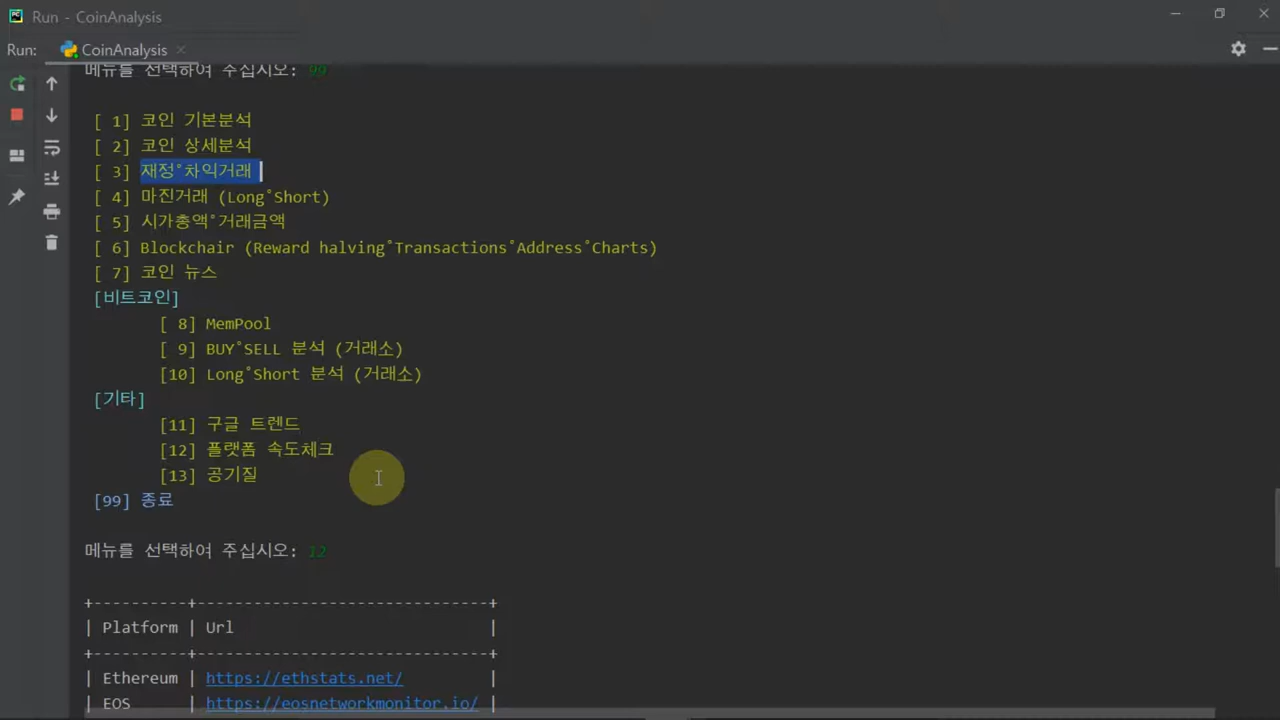 Run - CoinAnalysis
Run: CoinAnalysis
메뉴를 선택하여 주십시오: 99
[ 1] 코인 기본분석
[ 2] 코인 상세분석
[ 3] 재정˚차익거래
[ 4] 마진거래 (Long˚Short)
[ 5] 시가총액˚거래금액
[ 6] Blockchair (Reward halving˚Transactions˚Address˚Charts)
[ 7] 코인 뉴스
[비트코인]
[ 8] MemPool
[ 9] BUY˚SELL 분석 (거래소)
[10] Long˚Short 분석 (거래소)
[기타]
[11] 구글 트렌드
[12] 플랫폼 속도체크
[13] 공기질
[99] 종료
메뉴를 선택하여 주십시오: 12
+----------+-------------------------------+
| Platform | Url |
+----------+-------------------------------+
| Ethereum | https://ethstats.net/ |
| EOS | https://eosnetworkmonitor.io/ |